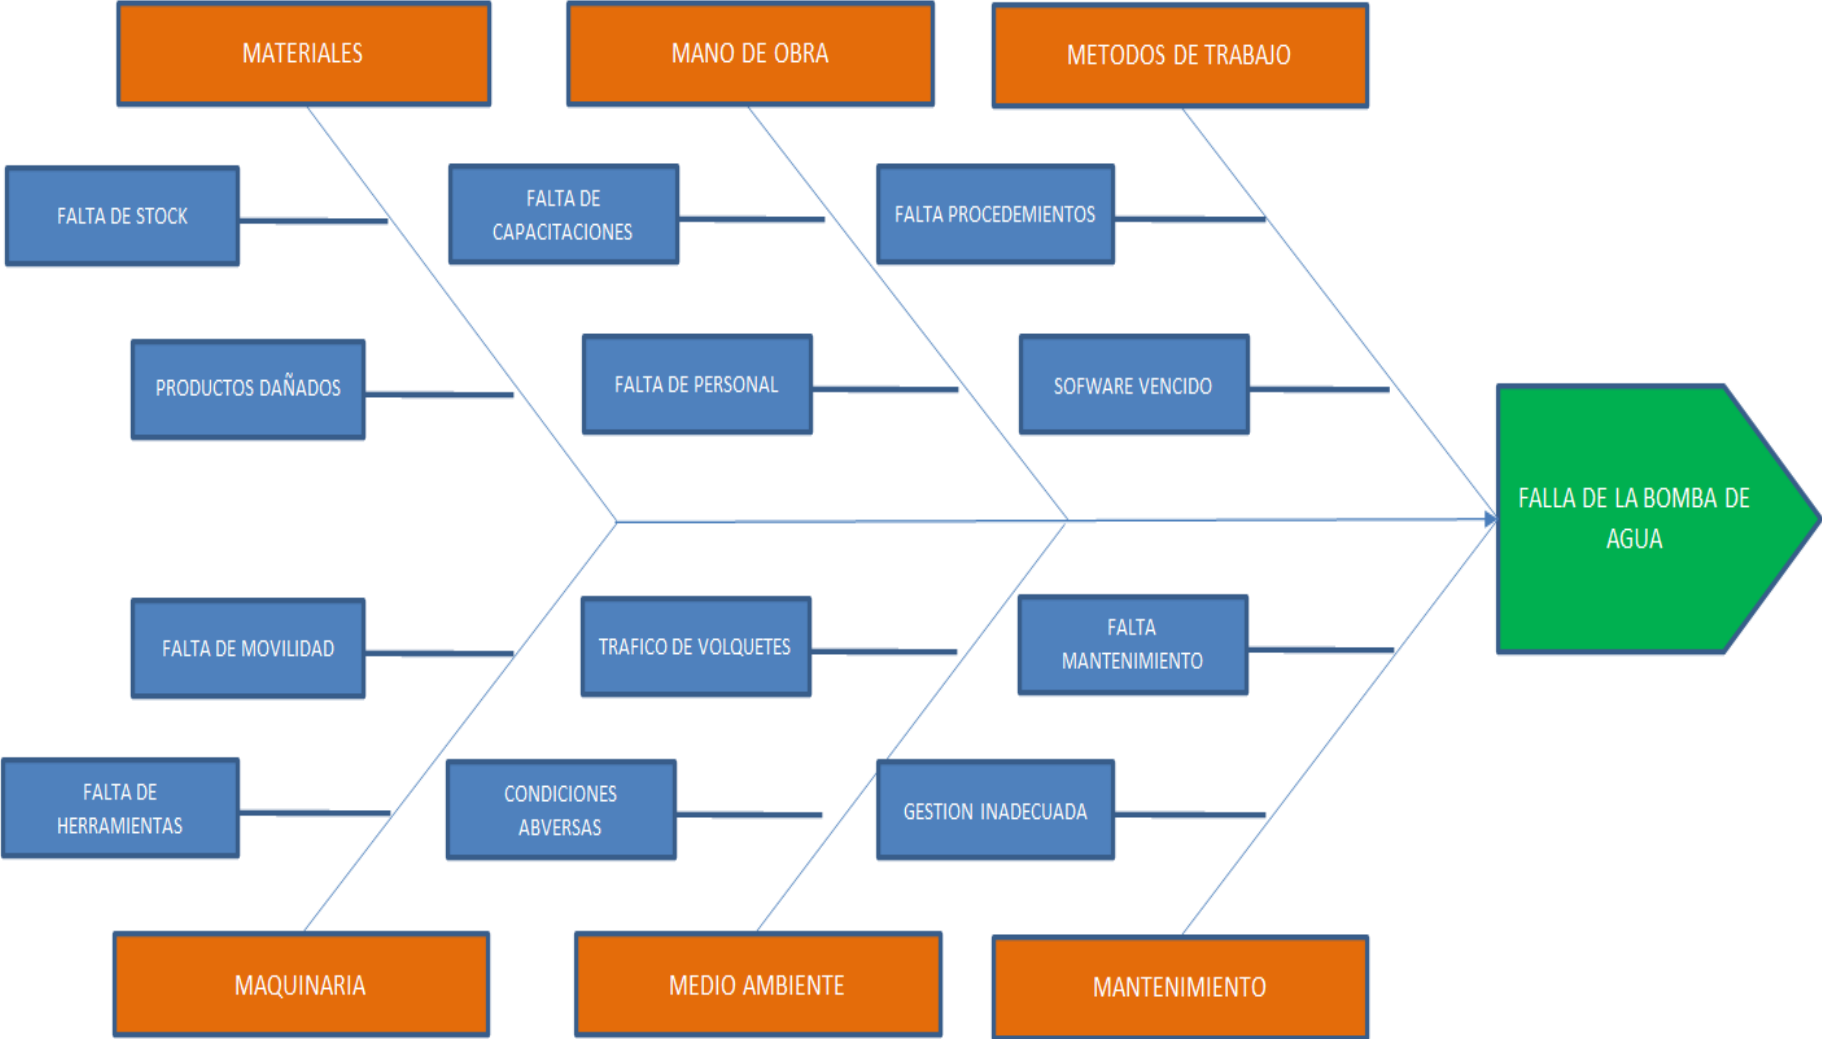 MATERIALES
MANO DE OBRA
METODOS DE TRABAJO
FALTA DE STOCK
FALTA DE
CAPACITACIONES
FALTA PROCEDEMIENTOS
PRODUCTOS DAÑADOS
FALTA DE PERSONAL
SOFWARE VENCIDO
FALLA DE LA BOMBA DE
AGUA
FALTA DE MOVILIDAD
TRAFICO DE VOLQUETES
FALTA
MANTENIMIENTO
FALTA DE
HERRAMIENTAS
CONDICIONES
ABVERSAS
GESTION INADECUADA
MAQUINARIA
MEDIO AMBIENTE
MANTENIMIENTO